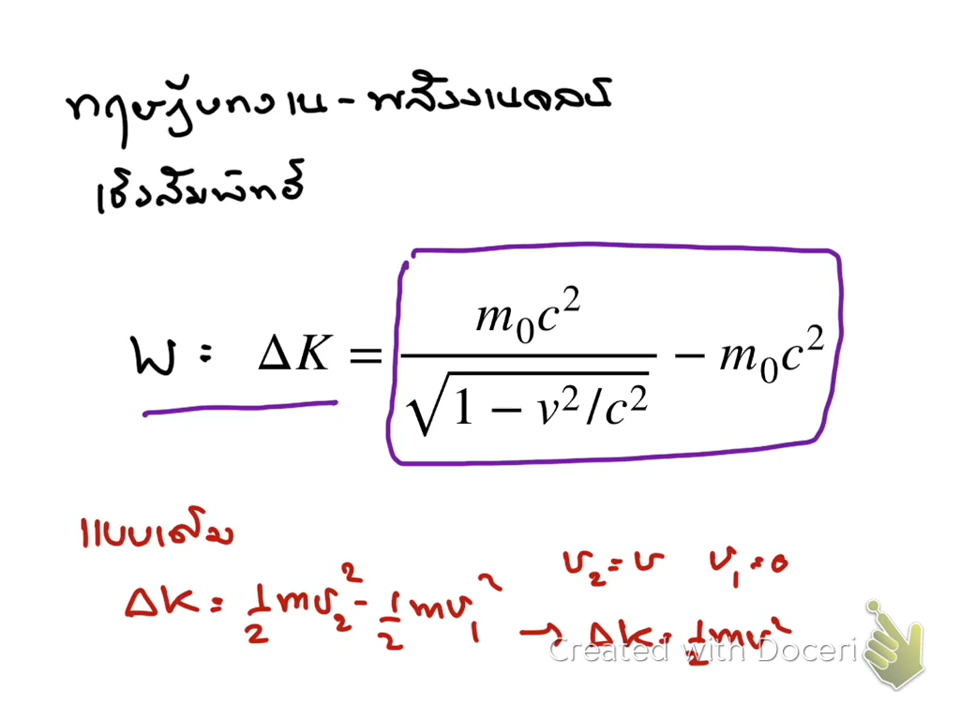 ทฤษฎีบทงาน - พลังงานจลน์
เชิงสัมพัทธ์
W = ΔK = m₀c² / √(1 − v²/c²) − m₀c²
แบบเดิม
v₂ = v v₁ = 0
ΔK = ½mv₂² - ½mv₁² → ΔK = ½mv²
Created with Doceri